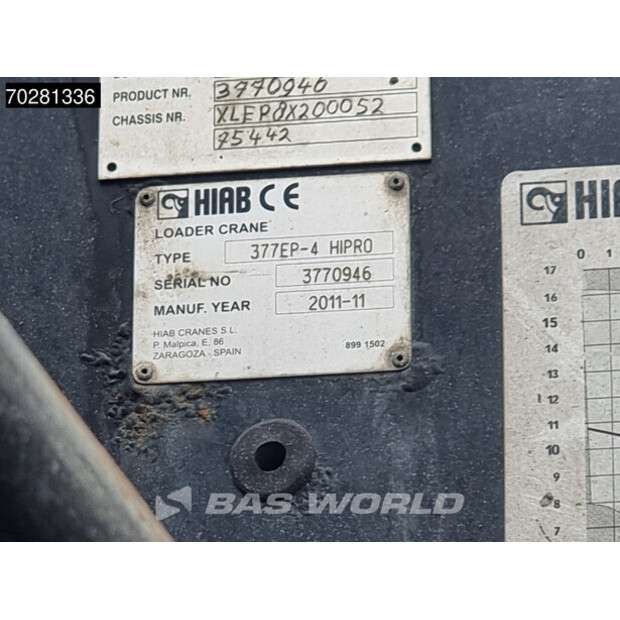 70281336
PRODUCT NR. 3770946
CHASSIS NR. XLER8X200052
75442
HIAB CE
LOADER CRANE
TYPE 377EP-4 HIPRO
SERIAL NO 3770946
MANUF. YEAR 2011-11
HIAB CRANES S.L.
P. Malpica, E, 86
ZARAGOZA - SPAIN 899 1502
HIA
0 1
17
16
15
14
13
12
11
10
9
8
7
BAS WORLD